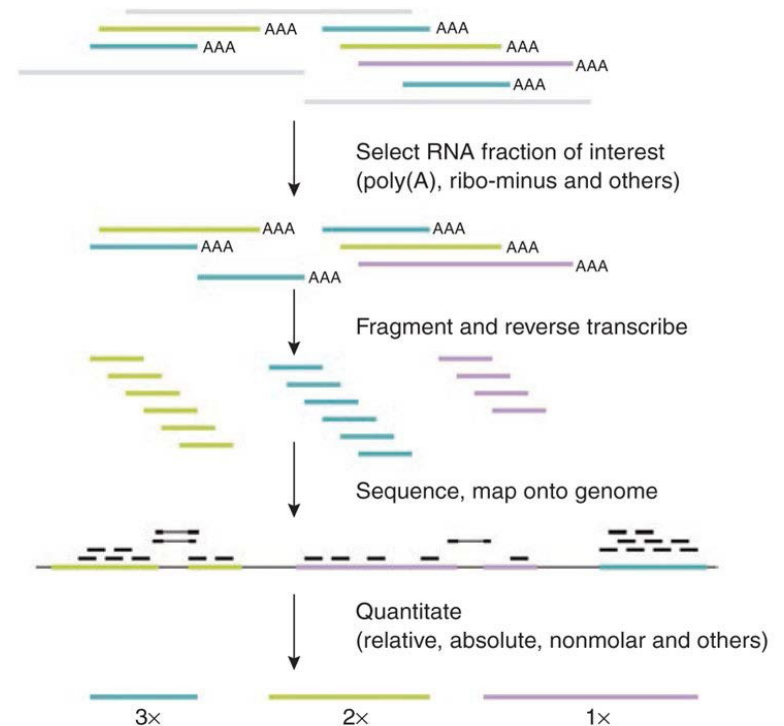 AAA
AAA
AAA
AAA
AAA
AAA
Select RNA fraction of interest
(poly(A), ribo-minus and others)
AAA
AAA
AAA
AAA
AAA
AAA
Fragment and reverse transcribe
Sequence, map onto genome
Quantitate
(relative, absolute, nonmolar and others)
3× 2× 1×